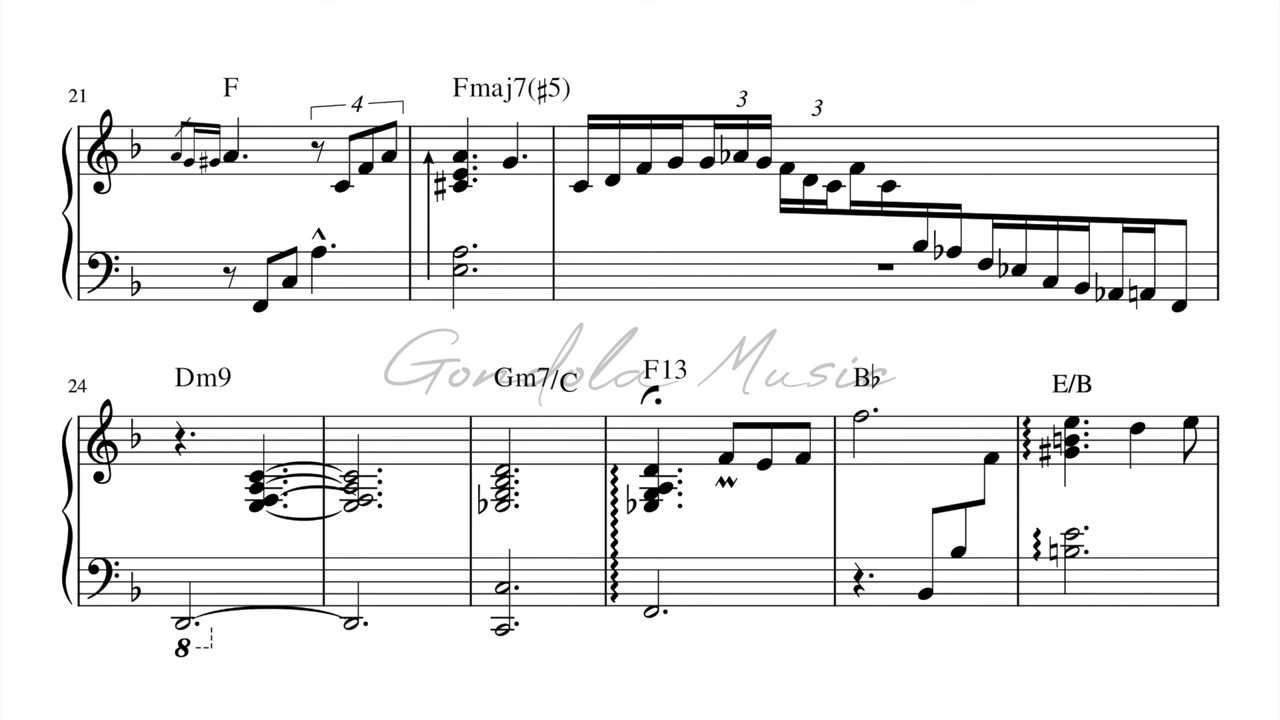 21
F
4
Fmaj7(♯5)
3
3
Gondola Music
24
Dm9
Gm7/C
F13
B♭
E/B
8